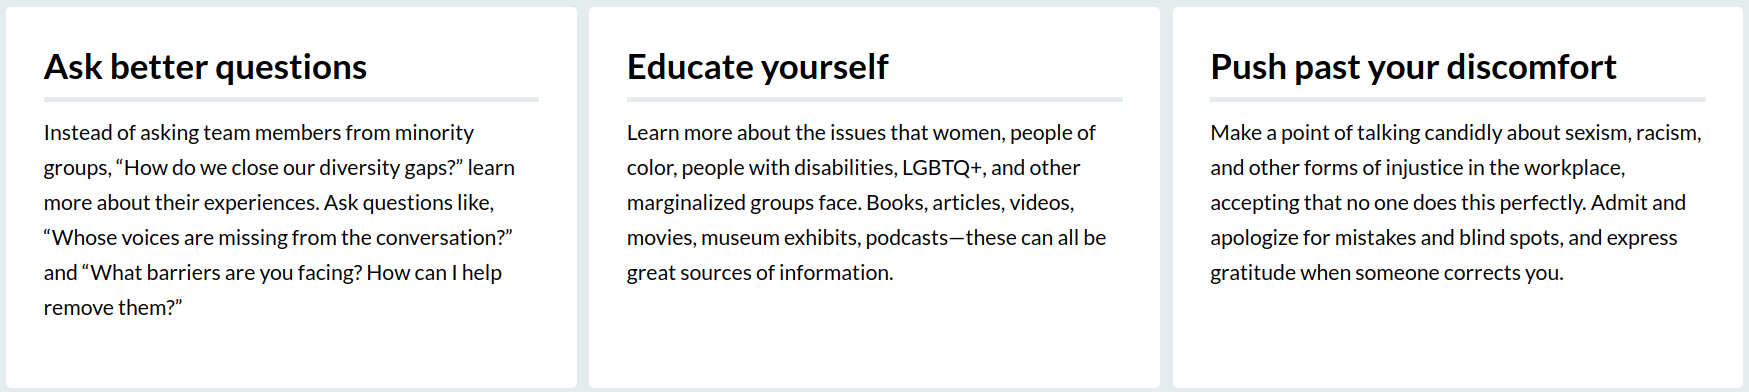 Ask better questions
Instead of asking team members from minority
groups, “How do we close our diversity gaps?” learn
more about their experiences. Ask questions like,
“Whose voices are missing from the conversation?”
and “What barriers are you facing? How can I help
remove them?”
Educate yourself
Learn more about the issues that women, people of
color, people with disabilities, LGBTQ+, and other
marginalized groups face. Books, articles, videos,
movies, museum exhibits, podcasts—these can all be
great sources of information.
Push past your discomfort
Make a point of talking candidly about sexism, racism,
and other forms of injustice in the workplace,
accepting that no one does this perfectly. Admit and
apologize for mistakes and blind spots, and express
gratitude when someone corrects you.